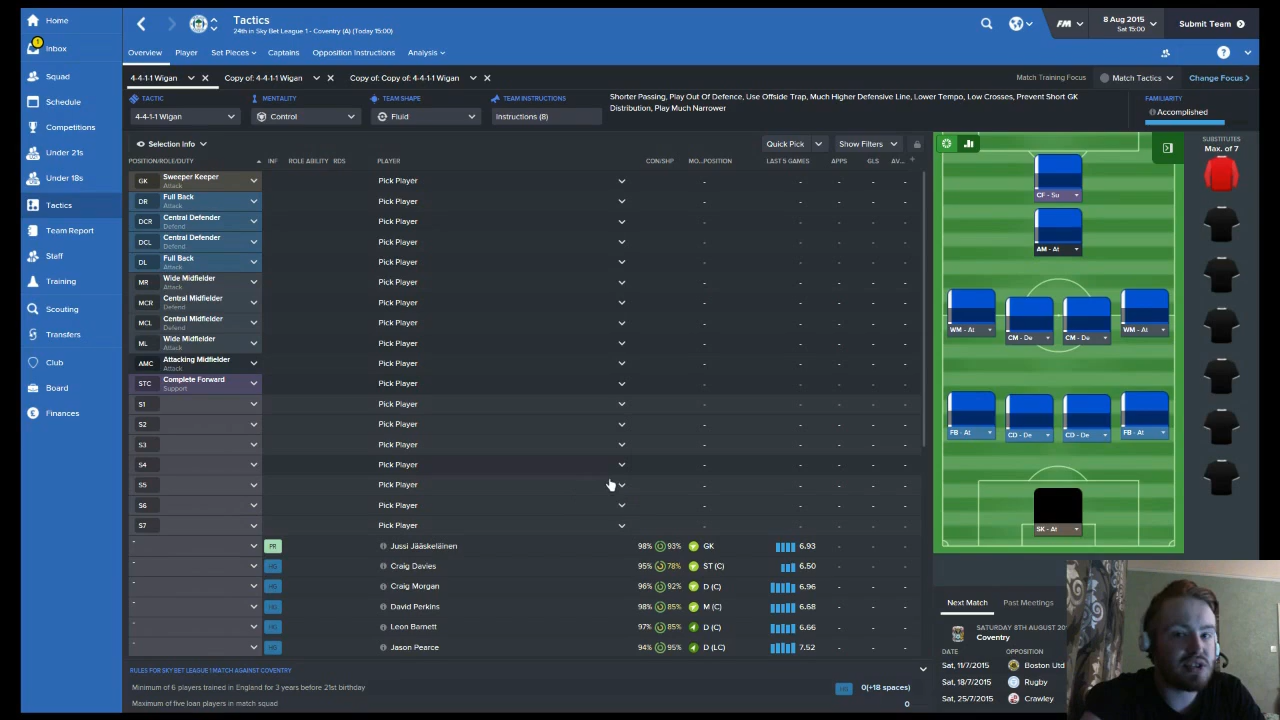 Home
Inbox
Squad
Schedule
Competitions
Under 21s
Under 18s
Tactics
Team Report
Staff
Training
Scouting
Transfers
Club
Board
Finances
Tactics
24th in Sky Bet League 1 - Coventry (A) (Today 15:00)
FM
8 Aug 2015
Sat 15:00
Submit Team
Overview Player Set Pieces Captains Opposition Instructions Analysis
4-4-1-1 Wigan Copy of: 4-4-1-1 Wigan Copy of: Copy of: 4-4-1-1 Wigan Match Training Focus Match Tactics Change Focus >
TACTIC MENTALITY TEAM SHAPE TEAM INSTRUCTIONS
4-4-1-1 Wigan Control Fluid Instructions (8)
Shorter Passing, Play Out Of Defence, Use Offside Trap, Much Higher Defensive Line, Lower Tempo, Low Crosses, Prevent Short GK
Distribution, Play Much Narrower
FAMILIARITY
Accomplished
Selection Info Quick Pick Show Filters
POSITION/ROLE/DUTY INF ROLE ABILITY RDS PLAYER CON/SHP MO... POSITION LAST 5 GAMES APPS GLS AV...
GK Sweeper Keeper Attack Pick Player - - - - -
DR Full Back Attack Pick Player - - - - -
DCR Central Defender Defend Pick Player - - - - -
DCL Central Defender Defend Pick Player - - - - -
DL Full Back Attack Pick Player - - - - -
MR Wide Midfielder Attack Pick Player - - - - -
MCR Central Midfielder Defend Pick Player - - - - -
MCL Central Midfielder Defend Pick Player - - - - -
ML Wide Midfielder Attack Pick Player - - - - -
AMC Attacking Midfielder Attack Pick Player - - - - -
STC Complete Forward Support Pick Player - - - - -
S1 Pick Player - - - - -
S2 Pick Player - - - - -
S3 Pick Player - - - - -
S4 Pick Player - - - - -
S5 Pick Player - - - - -
S6 Pick Player - - - - -
S7 Pick Player - - - - -
- PR Jussi Jääskeläinen 98% 93% GK 6.93 - - -
- HG Craig Davies 95% 78% ST (C) 6.50 - - -
- HG Craig Morgan 96% 92% D (C) 6.96 - - -
- HG David Perkins 98% 85% M (C) 6.68 - - -
- HG Leon Barnett 97% 85% D (C) 6.66 - - -
- HG Jason Pearce 94% 95% D (LC) 7.52 - - -
RULES FOR SKY BET LEAGUE 1 MATCH AGAINST COVENTRY
Minimum of 6 players trained in England for 3 years before 21st birthday HG 0(+18 spaces)
Maximum of five loan players in match squad 0
CF - Su
AM - At
WM - At CM - De CM - De WM - At
FB - At CD - De CD - De FB - At
SK - At
SUBSTITUTES
Max. of 7
Next Match Past Meetings
SATURDAY 8TH AUGUST 20
Coventry
DATE OPPOSITION
Sat, 11/7/2015 Boston Utd
Sat, 18/7/2015 Rugby
Sat, 25/7/2015 Crawley